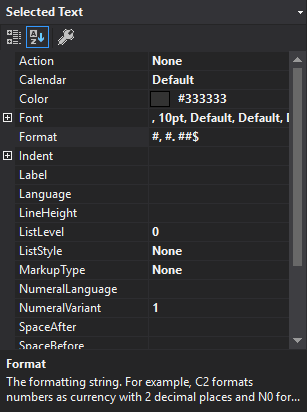 Selected Text
Action None
Calendar Default
Color #333333
Font , 10pt, Default, Default,
Format #, #. ##$
Indent
Label
Language
LineHeight
ListLevel 0
ListStyle None
MarkupType None
NumeralLanguage
NumeralVariant 1
SpaceAfter
SpaceBefore
Format
The formatting string. For example, C2 formats
numbers as currency with 2 decimal places and N0 for...